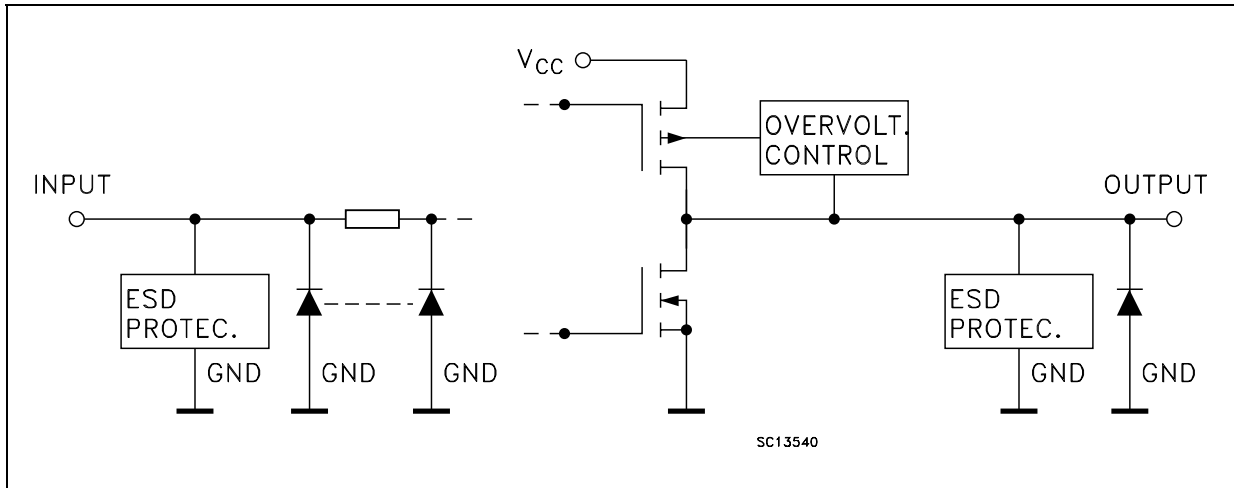 VCC
OVERVOLT.
CONTROL
INPUT
OUTPUT
ESD
PROTEC.
GND
GND
GND
ESD
PROTEC.
GND
GND
SC13540